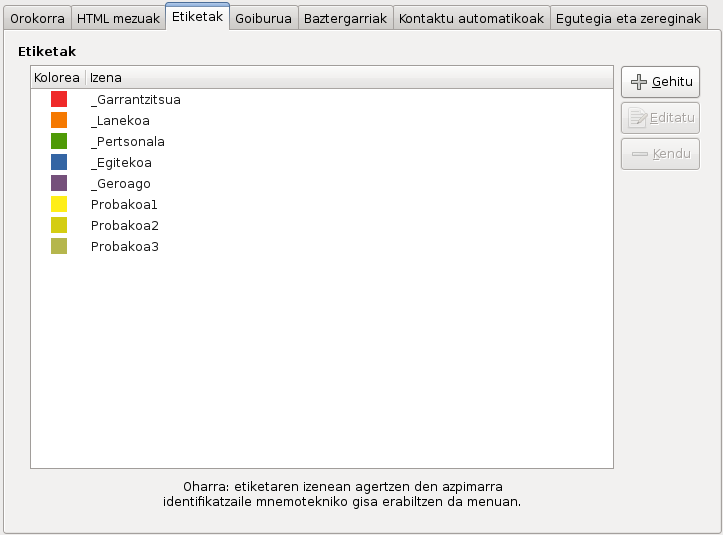 Orokorra HTML mezuak Etiketak Goiburua Baztergarriak Kontaktu automatikoak Egutegia eta zereginak
Etiketak
Kolorea Izena
_Garrantzitsua
_Lanekoa
_Pertsonala
_Egitekoa
_Geroago
Probakoa1
Probakoa2
Probakoa3
Gehitu
Editatu
Kendu
Oharra: etiketaren izenean agertzen den azpimarra
identifikatzaile mnemotekniko gisa erabiltzen da menuan.